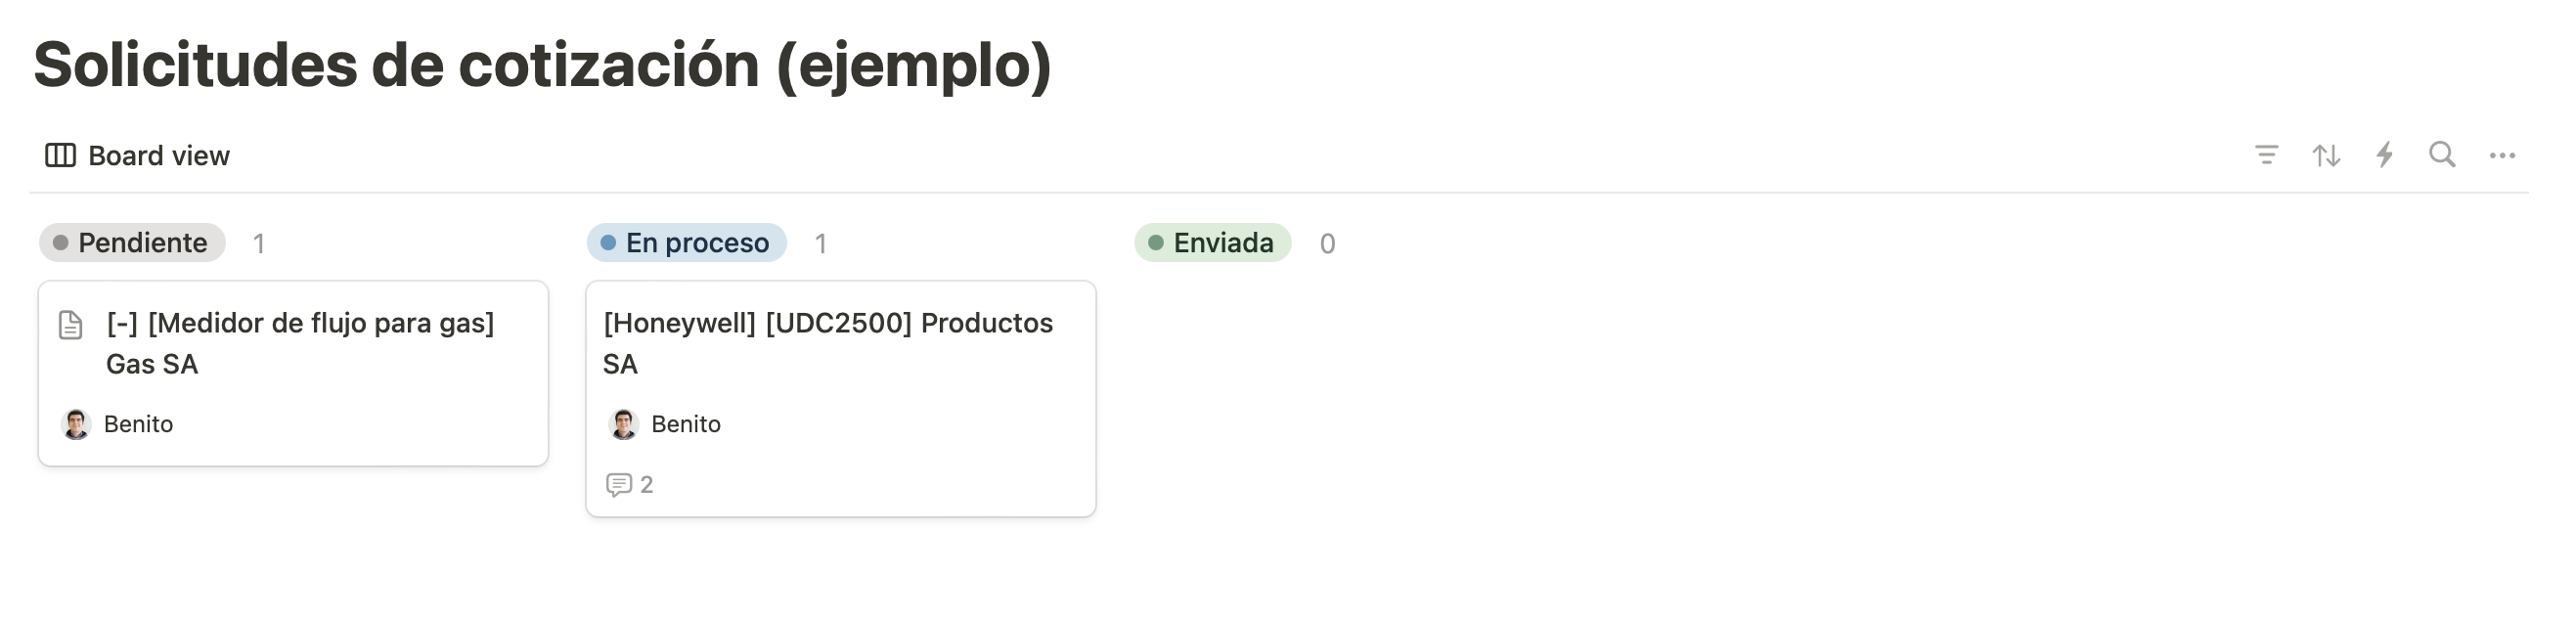 Solicitudes de cotización (ejemplo)
Board view
Pendiente 1
[-] [Medidor de flujo para gas]
Gas SA
Benito
En proceso 1
[Honeywell] [UDC2500] Productos
SA
Benito
2
Enviada 0